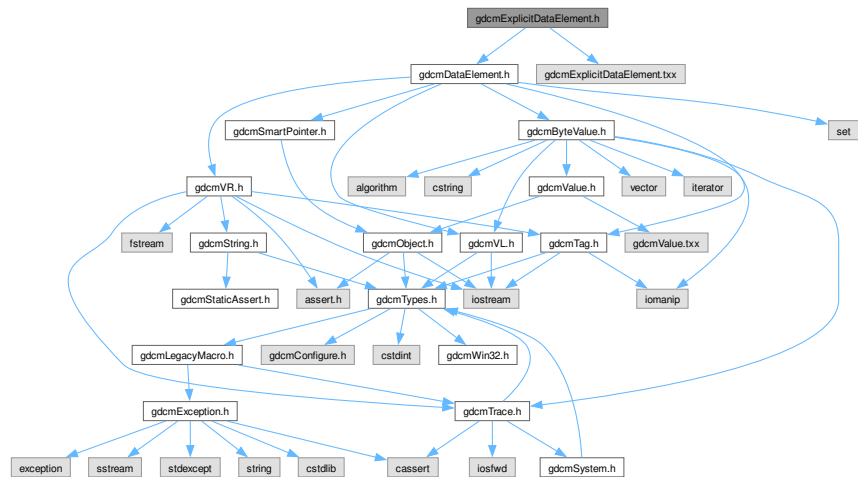 gdcmExplicitDataElement.h
gdcmDataElement.h
gdcmExplicitDataElement.txx
gdcmSmartPointer.h
gdcmByteValue.h
set
gdcmVR.h
algorithm
cstring
gdcmValue.h
vector
iterator
fstream
gdcmString.h
gdcmObject.h
gdcmVL.h
gdcmTag.h
gdcmValue.txx
gdcmStaticAssert.h
assert.h
gdcmTypes.h
iostream
iomanip
gdcmLegacyMacro.h
gdcmConfigure.h
cstdint
gdcmWin32.h
gdcmException.h
gdcmTrace.h
exception
sstream
stdexcept
string
cstdlib
cassert
iosfwd
gdcmSystem.h